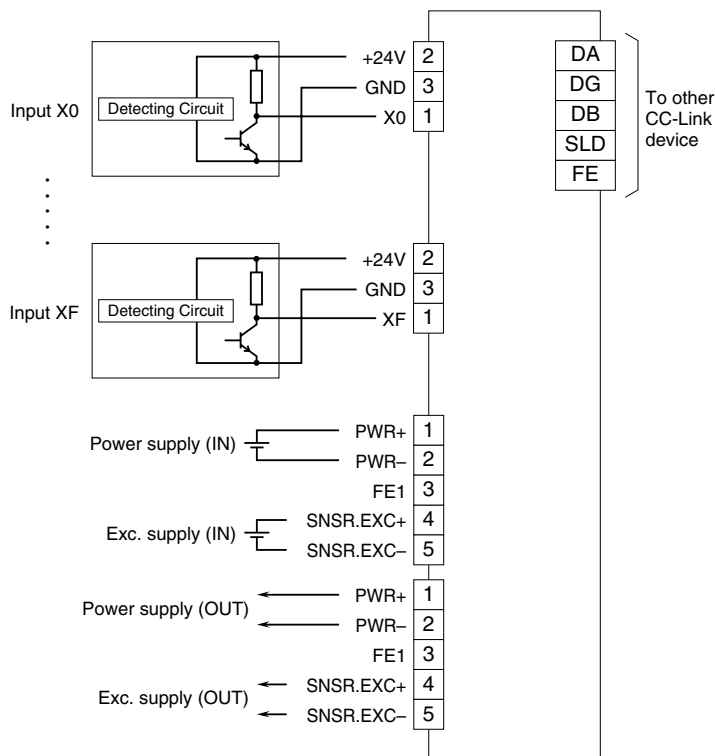 +24V 2
GND 3
X0 1
Input X0
Detecting Circuit
DA
DG
DB
SLD
FE
To other
CC-Link
device
+24V 2
GND 3
XF 1
Input XF
Detecting Circuit
Power supply (IN)
PWR+ 1
PWR– 2
FE1 3
Exc. supply (IN)
SNSR.EXC+ 4
SNSR.EXC– 5
Power supply (OUT)
PWR+ 1
PWR– 2
FE1 3
Exc. supply (OUT)
SNSR.EXC+ 4
SNSR.EXC– 5